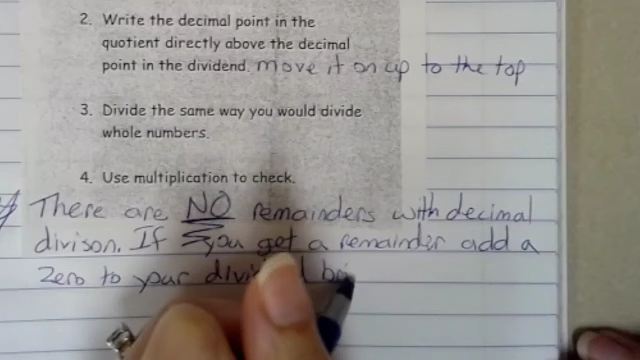 2. Write the decimal point in the
quotient directly above the decimal
point in the dividend. move it on up to the top
3. Divide the same way you would divide
whole numbers.
4. Use multiplication to check.
There are NO remainders with decimal
divison. If you get a remainder add a
zero to your